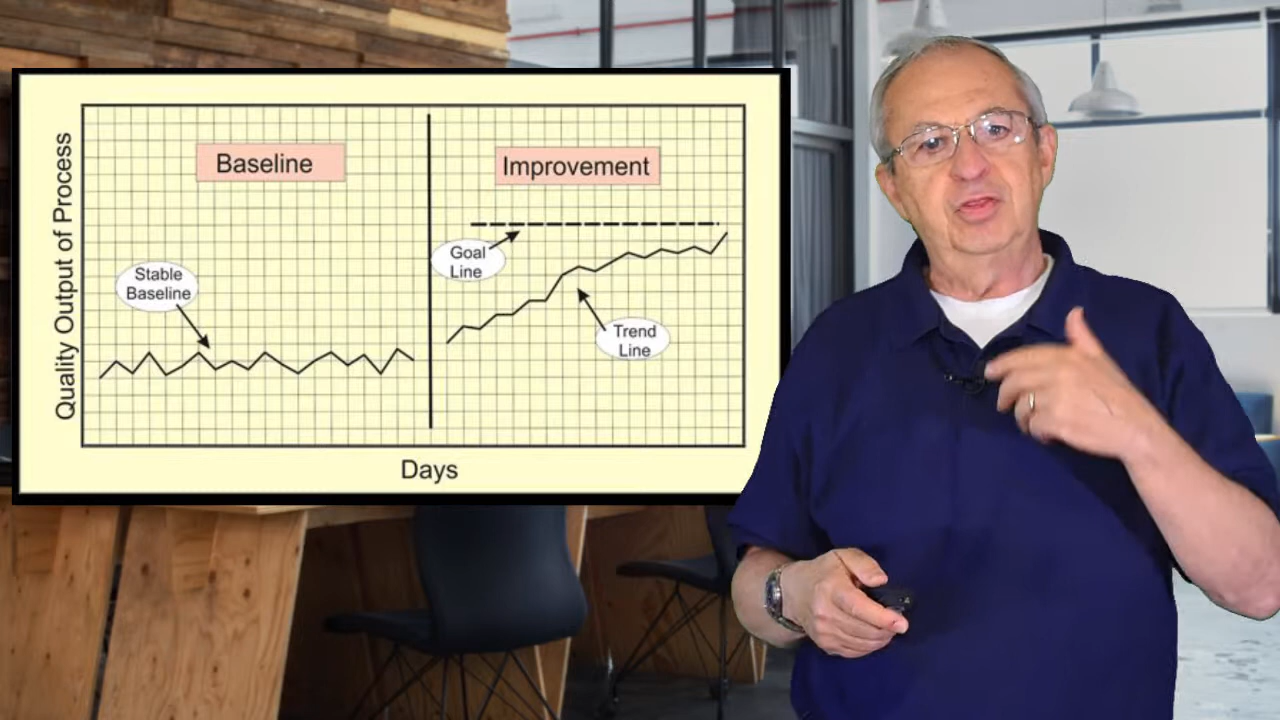 Quality Output of Process
Baseline
Improvement
Stable
Baseline
Goal
Line
Trend
Line
Days